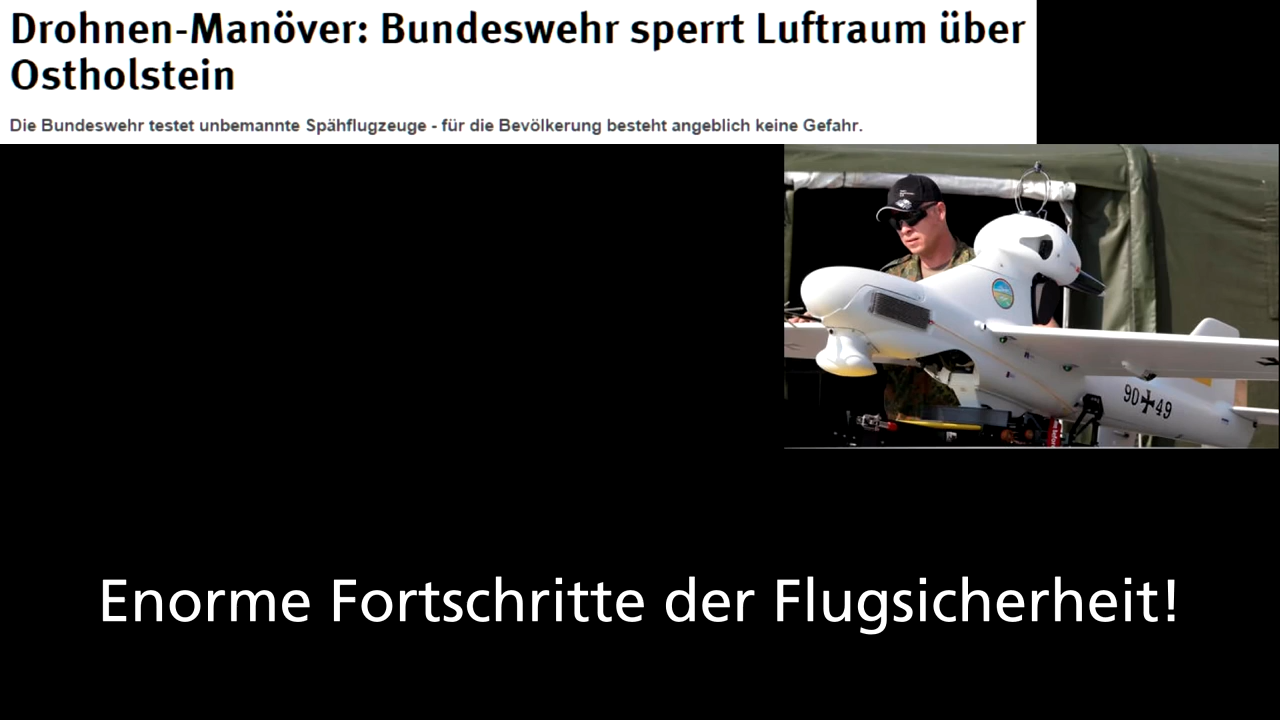 Drohnen-Manöver: Bundeswehr sperrt Luftraum über
Ostholstein
Die Bundeswehr testet unbemannte Spähflugzeuge - für die Bevölkerung besteht angeblich keine Gefahr.
90 49
Enorme Fortschritte der Flugsicherheit!